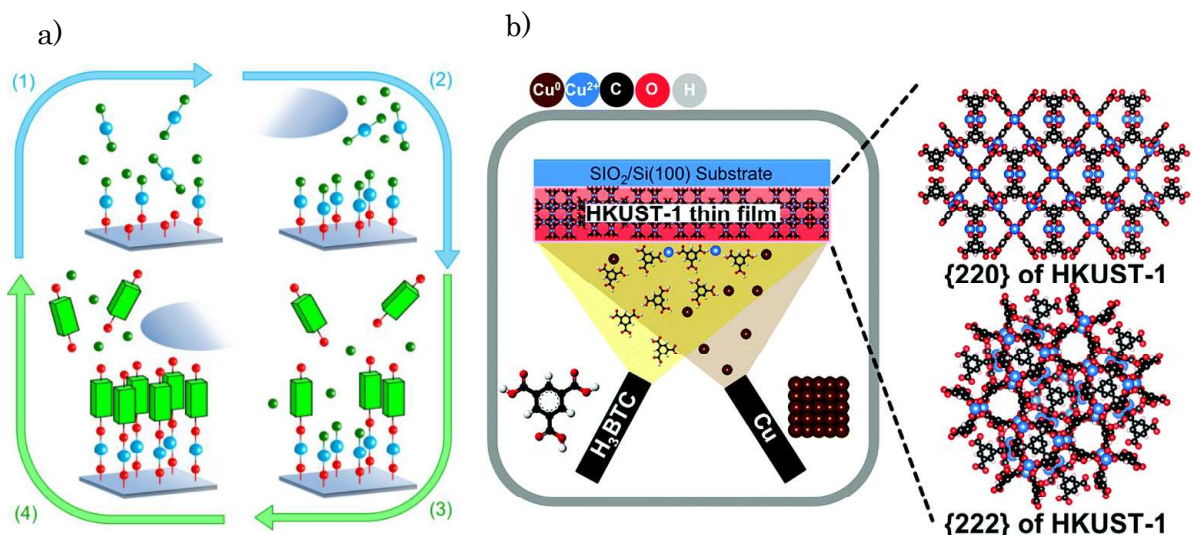 a)
(1)
(2)
(3)
(4)
b)
Cu⁰ Cu²⁺ C O H
SIO₂/Si(100) Substrate
HKUST-1 thin film
H₃BTC
Cu
{220} of HKUST-1
{222} of HKUST-1